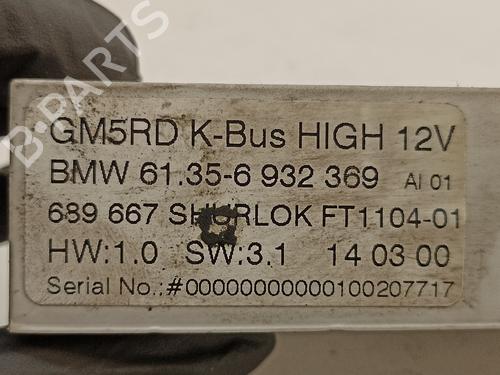 GM5RD K-Bus HIGH 12V
BMW 61.35-6 932 369 AI 01
689 667 SHURLOK FT1104-01
HW:1.0 SW:3.1 14 03 00
Serial No.:#00000000000100207717
B-PARTS